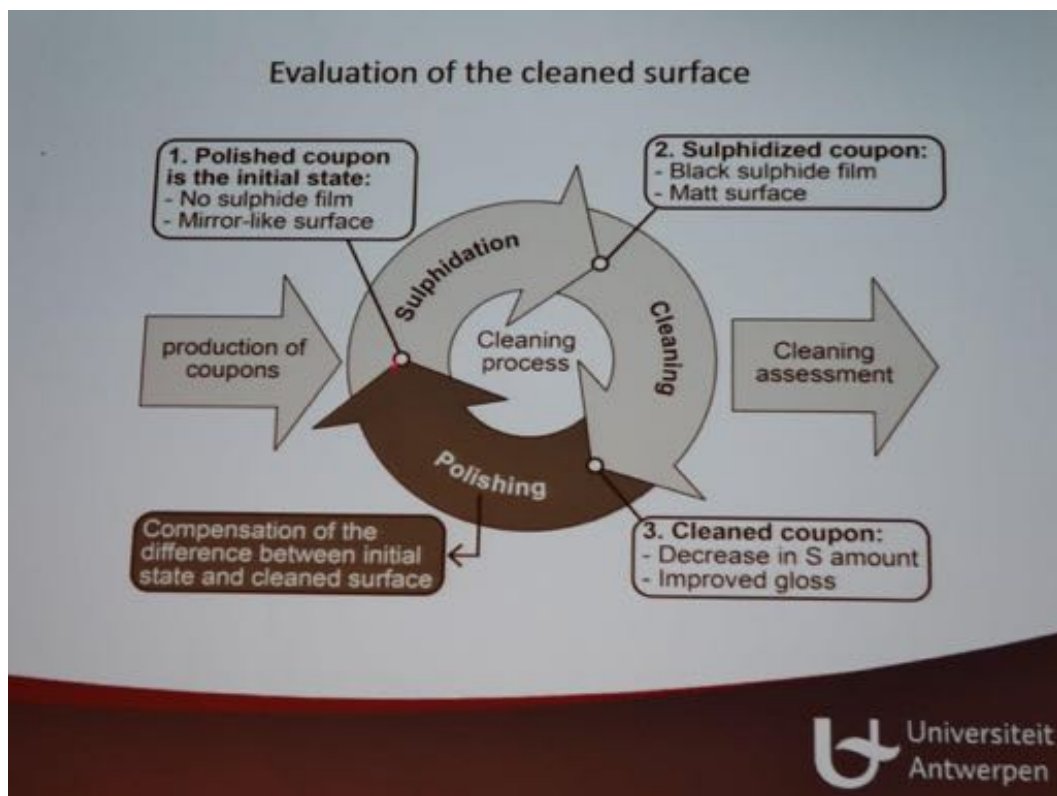 Evaluation of the cleaned surface
1. Polished coupon
is the initial state:
- No sulphide film
- Mirror-like surface
2. Sulphidized coupon:
- Black sulphide film
- Matt surface
Sulphidation
Cleaning
production of
coupons
Cleaning
process
Cleaning
assessment
Polishing
Compensation of the
difference between initial
state and cleaned surface
3. Cleaned coupon:
- Decrease in S amount
- Improved gloss
Universiteit
Antwerpen